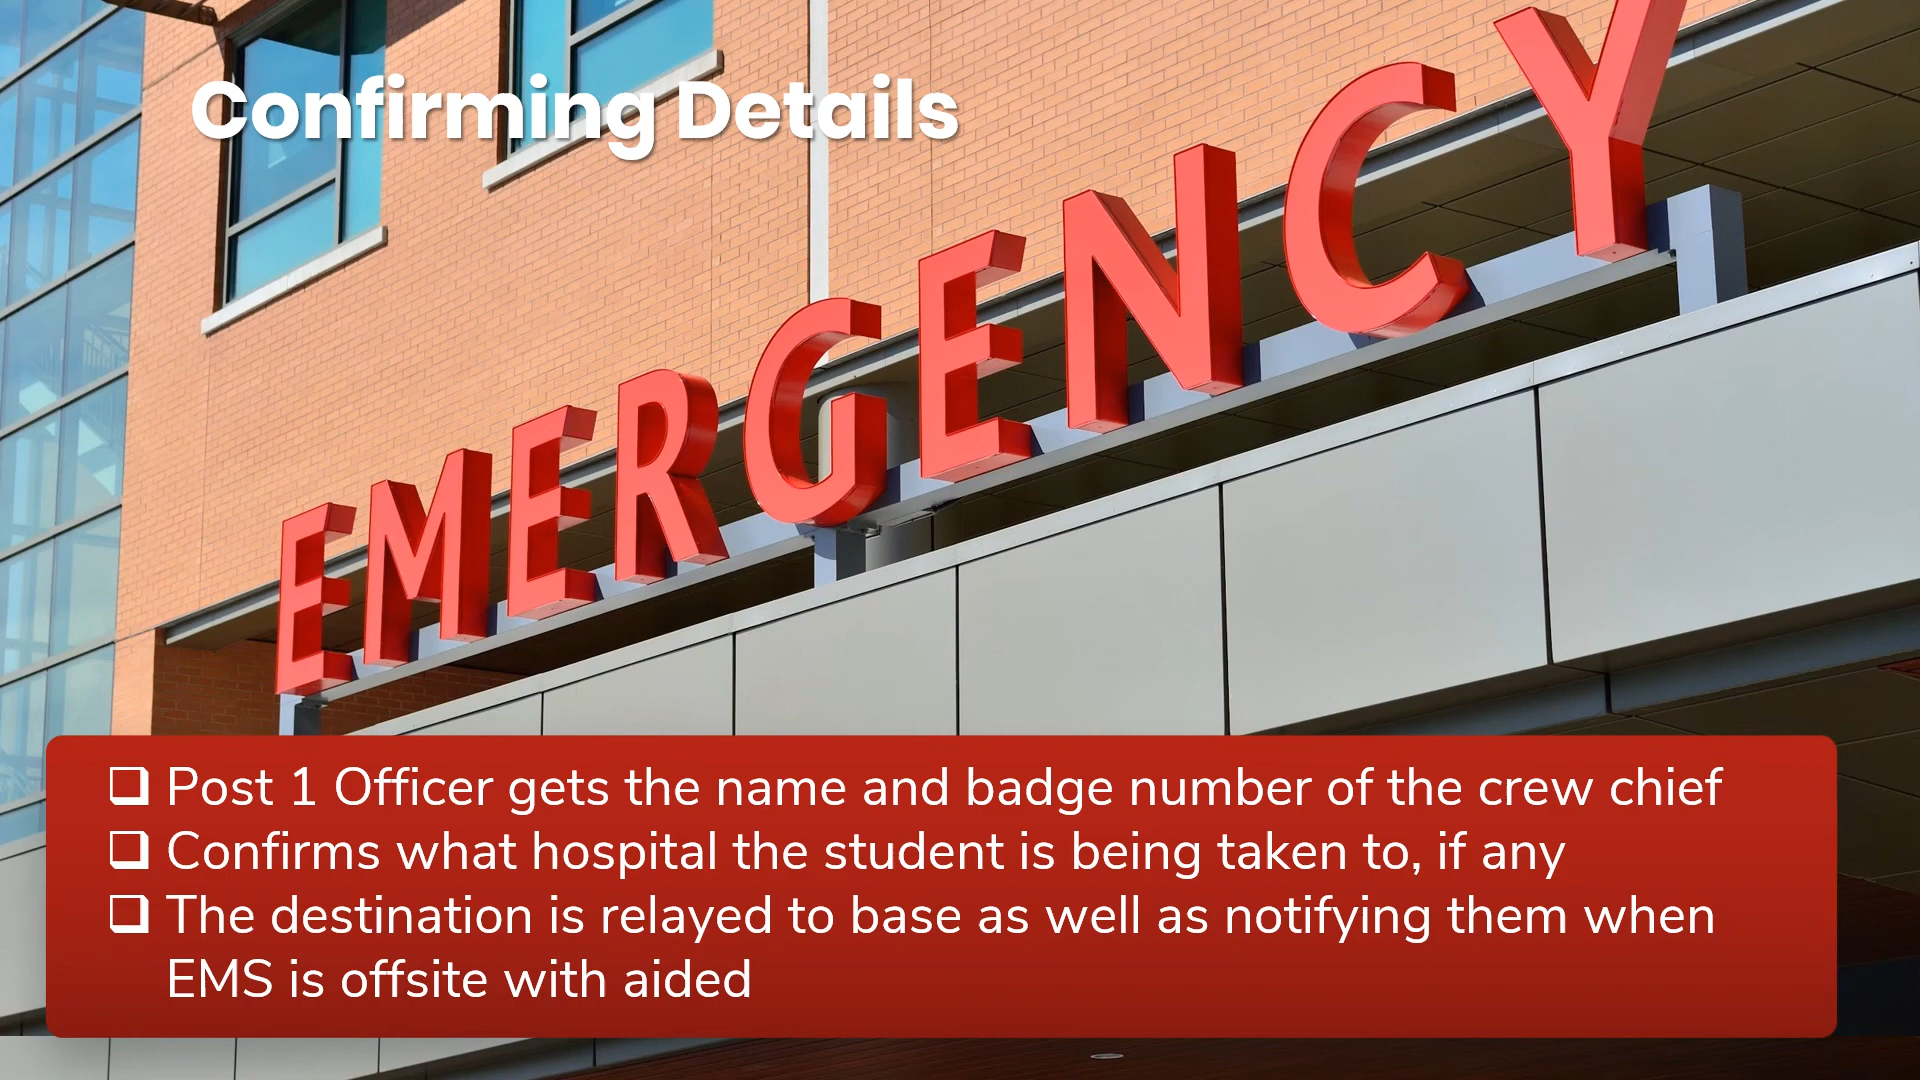 Confirming Details
EMERGENCY
❑ Post 1 Officer gets the name and badge number of the crew chief
❑ Confirms what hospital the student is being taken to, if any
❑ The destination is relayed to base as well as notifying them when
EMS is offsite with aided